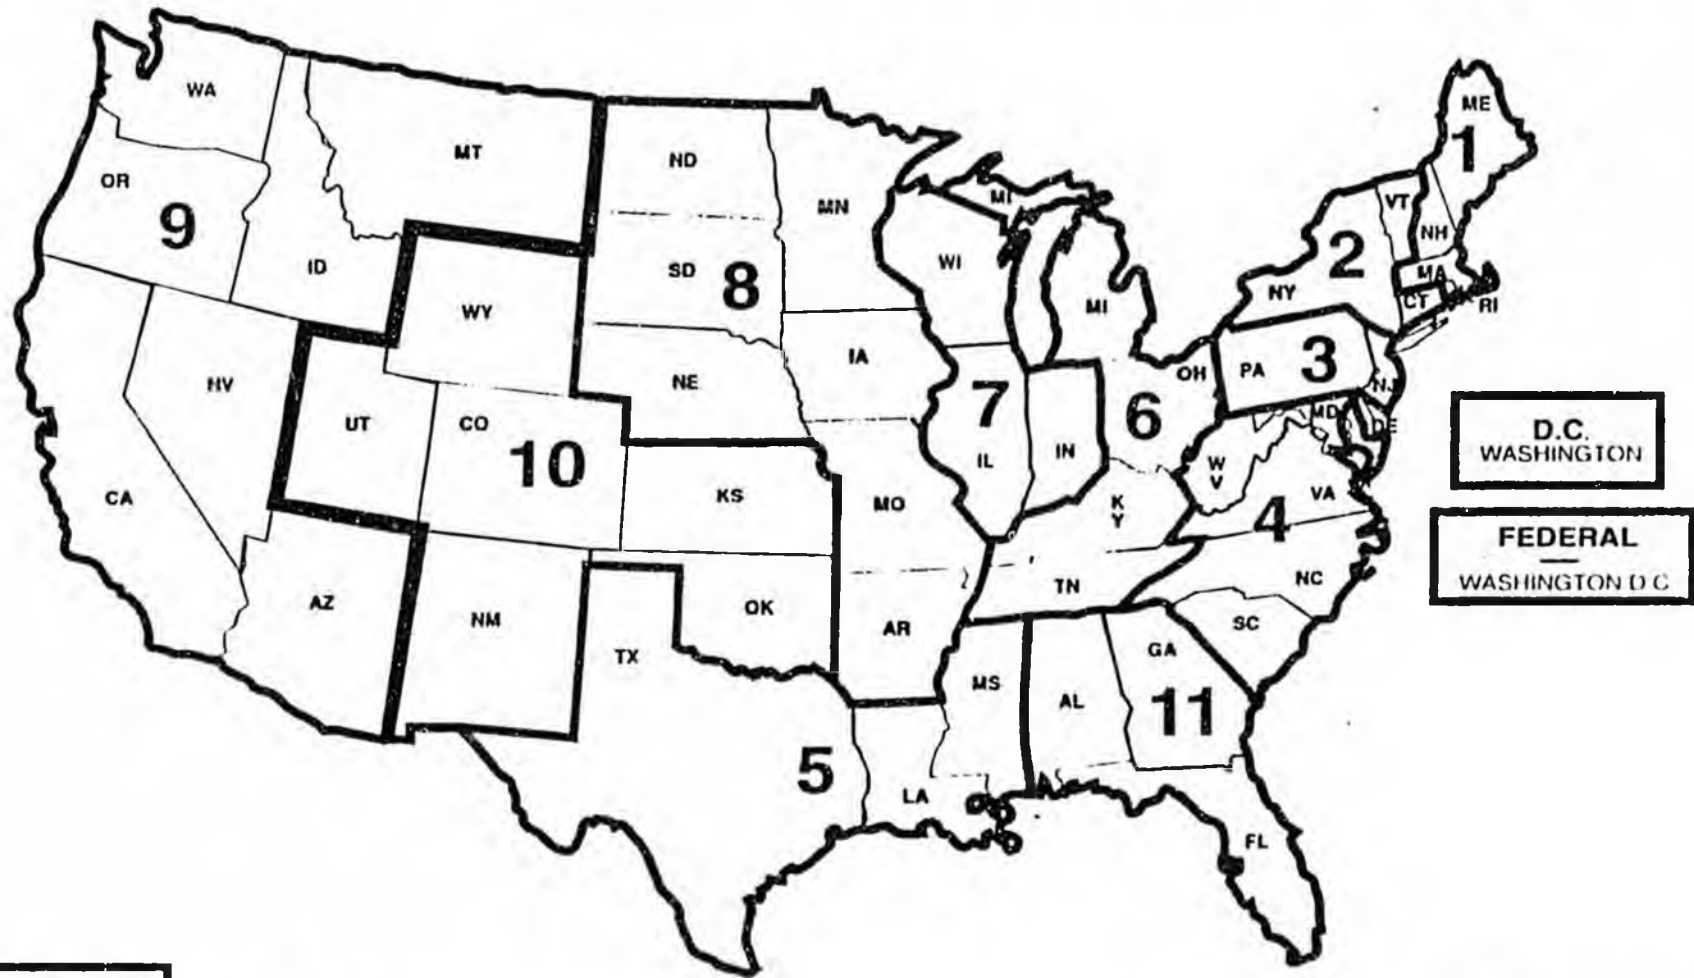 WA
MT
ND
MN
MI
ME
1
OR
9
ID
SD
8
WI
MI
VT
NH
2
NY
MA
CT
RI
WY
NE
IA
7
OH
PA
3
NJ
NV
UT
CO
10
6
MD
DE
D.C.
WASHINGTON
CA
KS
MO
IL
IN
W
V
VA
K
Y
4
FEDERAL
WASHINGTON D C
AZ
NM
OK
AR
TN
NC
SC
TX
MS
AL
GA
11
5
LA
FL